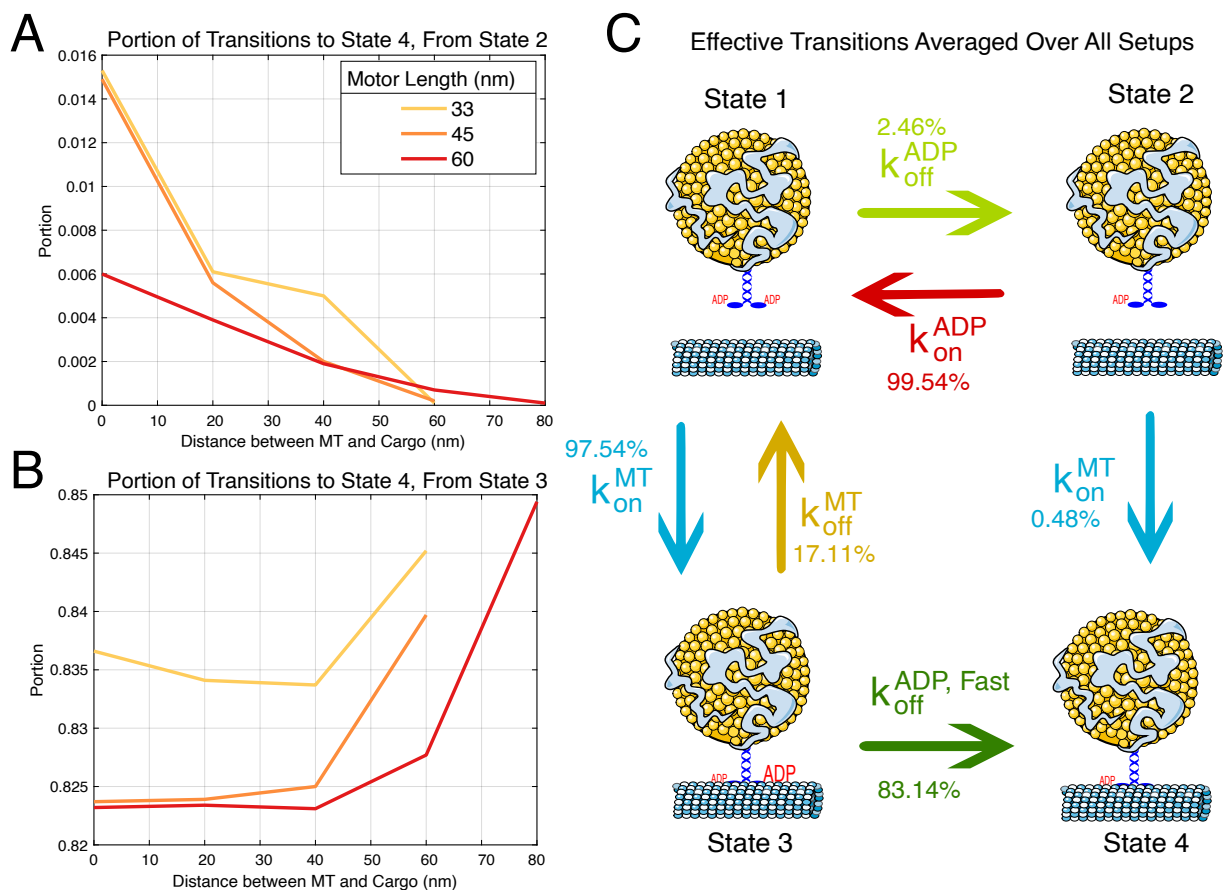 A
Portion of Transitions to State 4, From State 2
0.016
0.014
0.012
0.01
0.008
0.006
0.004
0.002
0
Portion
0 10 20 30 40 50 60 70 80
Distance between MT and Cargo (nm)
Motor Length (nm)
33
45
60
B
Portion of Transitions to State 4, From State 3
0.85
0.845
0.84
0.835
0.83
0.825
0.82
Portion
0 10 20 30 40 50 60 70 80
Distance between MT and Cargo (nm)
C
Effective Transitions Averaged Over All Setups
State 1
State 2
2.46%
k ADP off
ADP ADP
ADP
k ADP on
99.54%
97.54%
k MT on
k MT off
17.11%
k MT on
0.48%
k ADP, Fast off
83.14%
ADP ADP
ADP
State 3
State 4